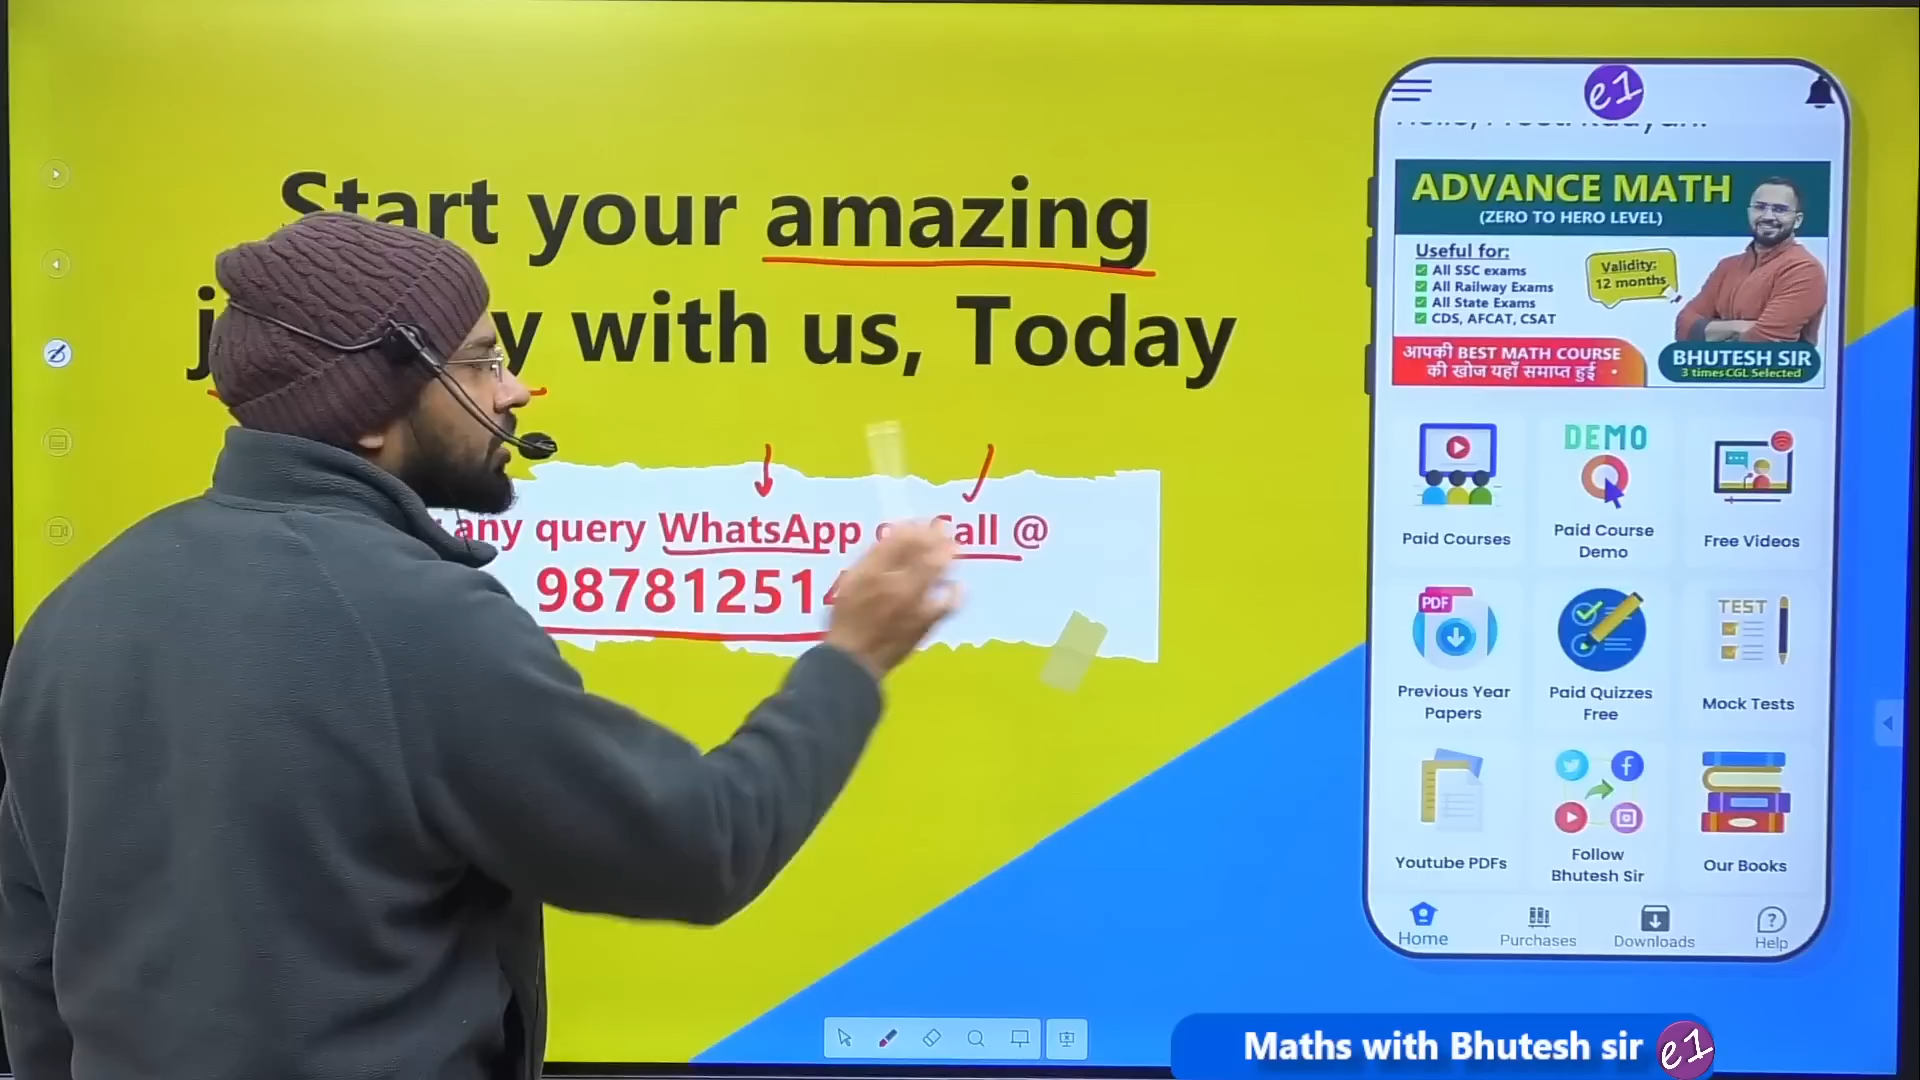 Start your amazing
with us, Today
any query WhatsApp Call @
987812514
e1
ADVANCE MATH
(ZERO TO HERO LEVEL)
Useful for:
All SSC exams
All Railway Exams
All State Exams
CDS, AFCAT, CSAT
Validity:
12 months
आपकी BEST MATH COURSE
की खोज यहाँ समाप्त हुई
BHUTESH SIR
3 times CGL Selected
Paid Courses
DEMO
Paid Course
Demo
Free Videos
PDF
Previous Year
Papers
Paid Quizzes
Free
TEST
Mock Tests
Youtube PDFs
Follow
Bhutesh Sir
Our Books
Home
Purchases
Downloads
Help
Maths with Bhutesh sir e1